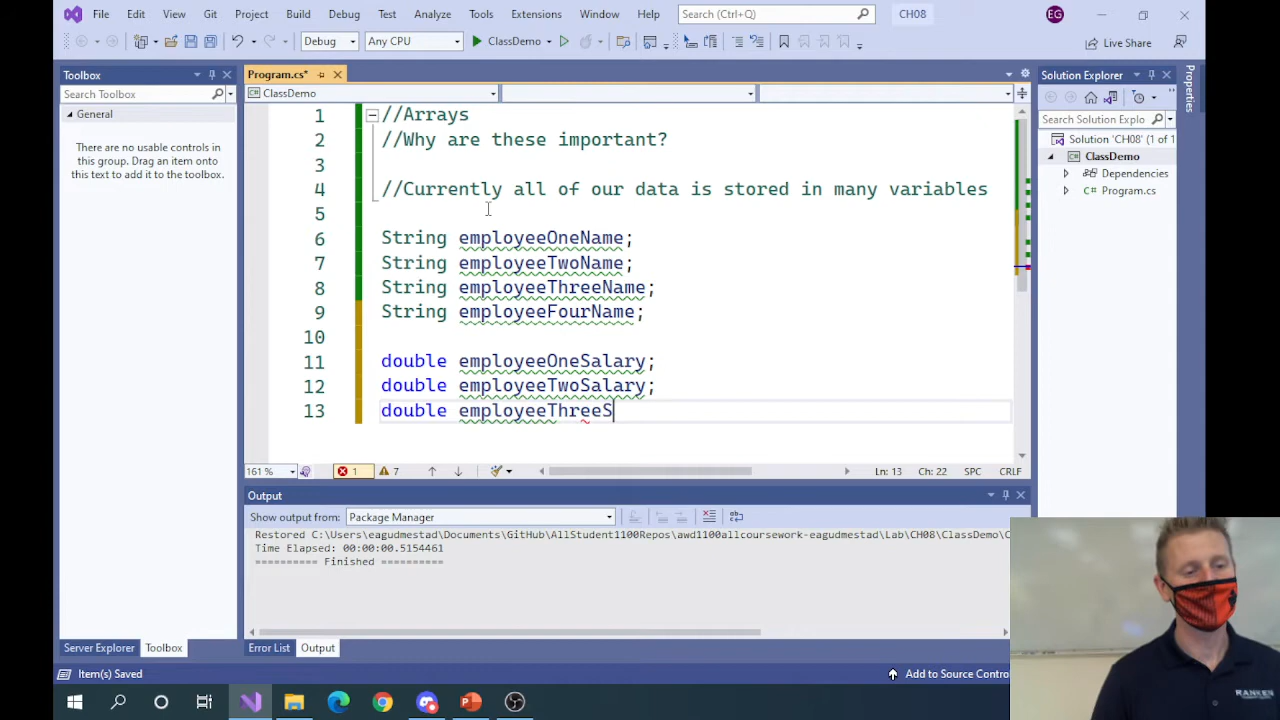 File Edit View Git Project Build Debug Test Analyze Tools Extensions Window Help Search (Ctrl+Q) CH08 EG
Debug Any CPU ClassDemo Live Share
Toolbox
Search Toolbox
General
There are no usable controls in
this group. Drag an item onto
this text to add it to the toolbox.
Server Explorer Toolbox
Program.cs*
ClassDemo
1 //Arrays
2 //Why are these important?
3
4 //Currently all of our data is stored in many variables
5
6 String employeeOneName;
7 String employeeTwoName;
8 String employeeThreeName;
9 String employeeFourName;
10
11 double employeeOneSalary;
12 double employeeTwoSalary;
13 double employeeThreeS
161 % 1 7 Ln: 13 Ch: 22 SPC CRLF
Output
Show output from: Package Manager
Restored C:\Users\eagudmestad\Documents\GitHub\AllStudent1100Repos\awd1100allcoursework-eagudmestad\Lab\CH08\ClassDemo\C
Time Elapsed: 00:00:00.5154461
========== Finished ==========
Error List Output
Solution Explorer
Search Solution Explo
Solution 'CH08' (1 of 1
ClassDemo
Dependencies
Program.cs
Properties
Item(s) Saved Add to Source Contro
RANKEN